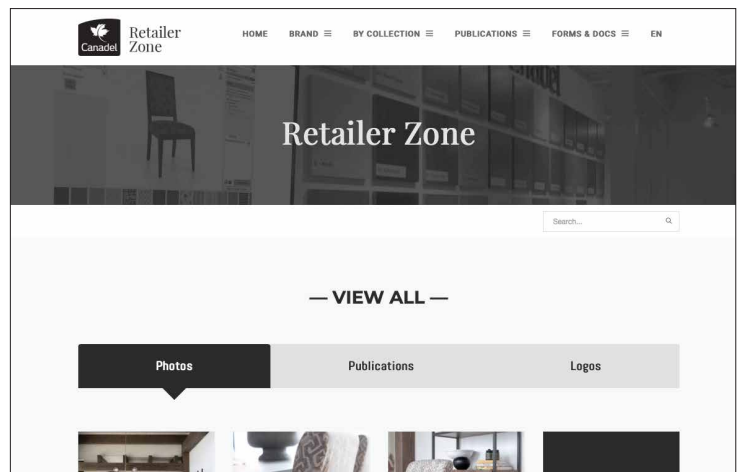 Canadel
Retailer
Zone
HOME BRAND BY COLLECTION PUBLICATIONS FORMS & DOCS EN
Retailer Zone
Search...
— VIEW ALL —
Photos Publications Logos